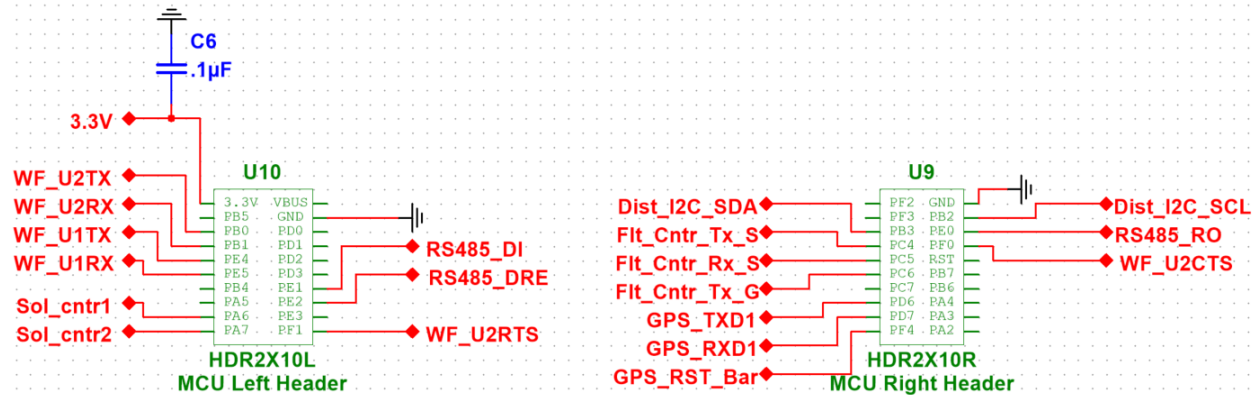 C6
.1µF
3.3V
U10
WF_U2TX
WF_U2RX
WF_U1TX
WF_U1RX
Sol_cntr1
Sol_cntr2
3.3V VBUS
PB5 GND
PB0 PD0
PB1 PD1
PE4 PD2
PE5 PD3
PB4 PE1
PA5 PE2
PA6 PE3
PA7 PF1
RS485_DI
RS485_DRE
WF_U2RTS
HDR2X10L
MCU Left Header
U9
Dist_I2C_SDA
Flt_Cntr_Tx_S
Flt_Cntr_Rx_S
Flt_Cntr_Tx_G
GPS_TXD1
GPS_RXD1
GPS_RST_Bar
PF2 GND
PF3 PB2
PB3 PE0
PC4 PF0
PC5 RST
PC6 PB7
PC7 PB6
PD6 PA4
PD7 PA3
PF4 PA2
Dist_I2C_SCL
RS485_RO
WF_U2CTS
HDR2X10R
MCU Right Header